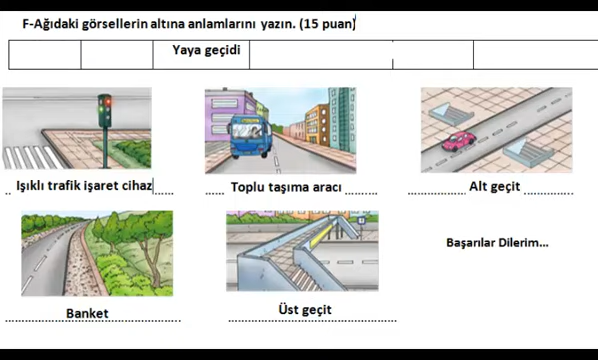 F-Ağıdaki görsellerin altına anlamlarını yazın. (15 puan)
Yaya geçidi
.. Işıklı trafik işaret cihaz ......
..... Toplu taşıma aracı .........
........ Alt geçit ..............
Başarılar Dilerim...
Banket
Üst geçit